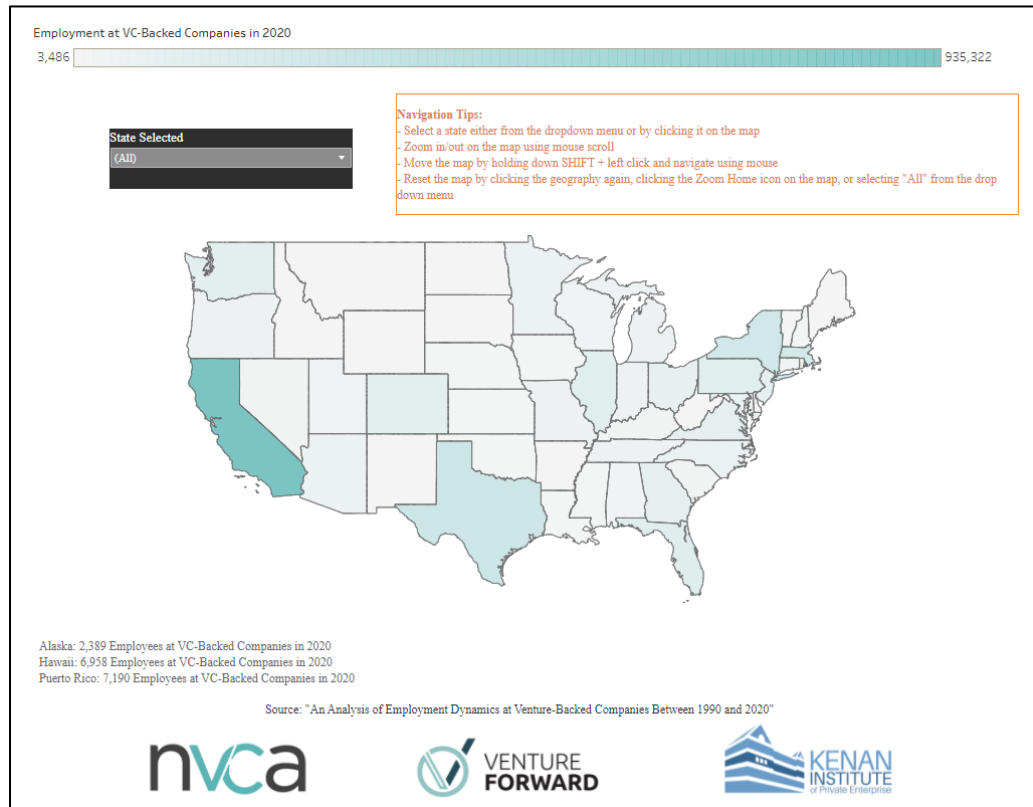 Employment at VC-Backed Companies in 2020
3,486
935,322
State Selected
(All)
Navigation Tips:
- Select a state either from the dropdown menu or by clicking it on the map
- Zoom in/out on the map using mouse scroll
- Move the map by holding down SHIFT + left click and navigate using mouse
- Reset the map by clicking the geography again, clicking the Zoom Home icon on the map, or selecting "All" from the drop
down menu
Alaska: 2,389 Employees at VC-Backed Companies in 2020
Hawaii: 6,958 Employees at VC-Backed Companies in 2020
Puerto Rico: 7,190 Employees at VC-Backed Companies in 2020
Source: "An Analysis of Employment Dynamics at Venture-Backed Companies Between 1990 and 2020"
nvca
VENTURE
FORWARD
KENAN
INSTITUTE
of Private Enterprise